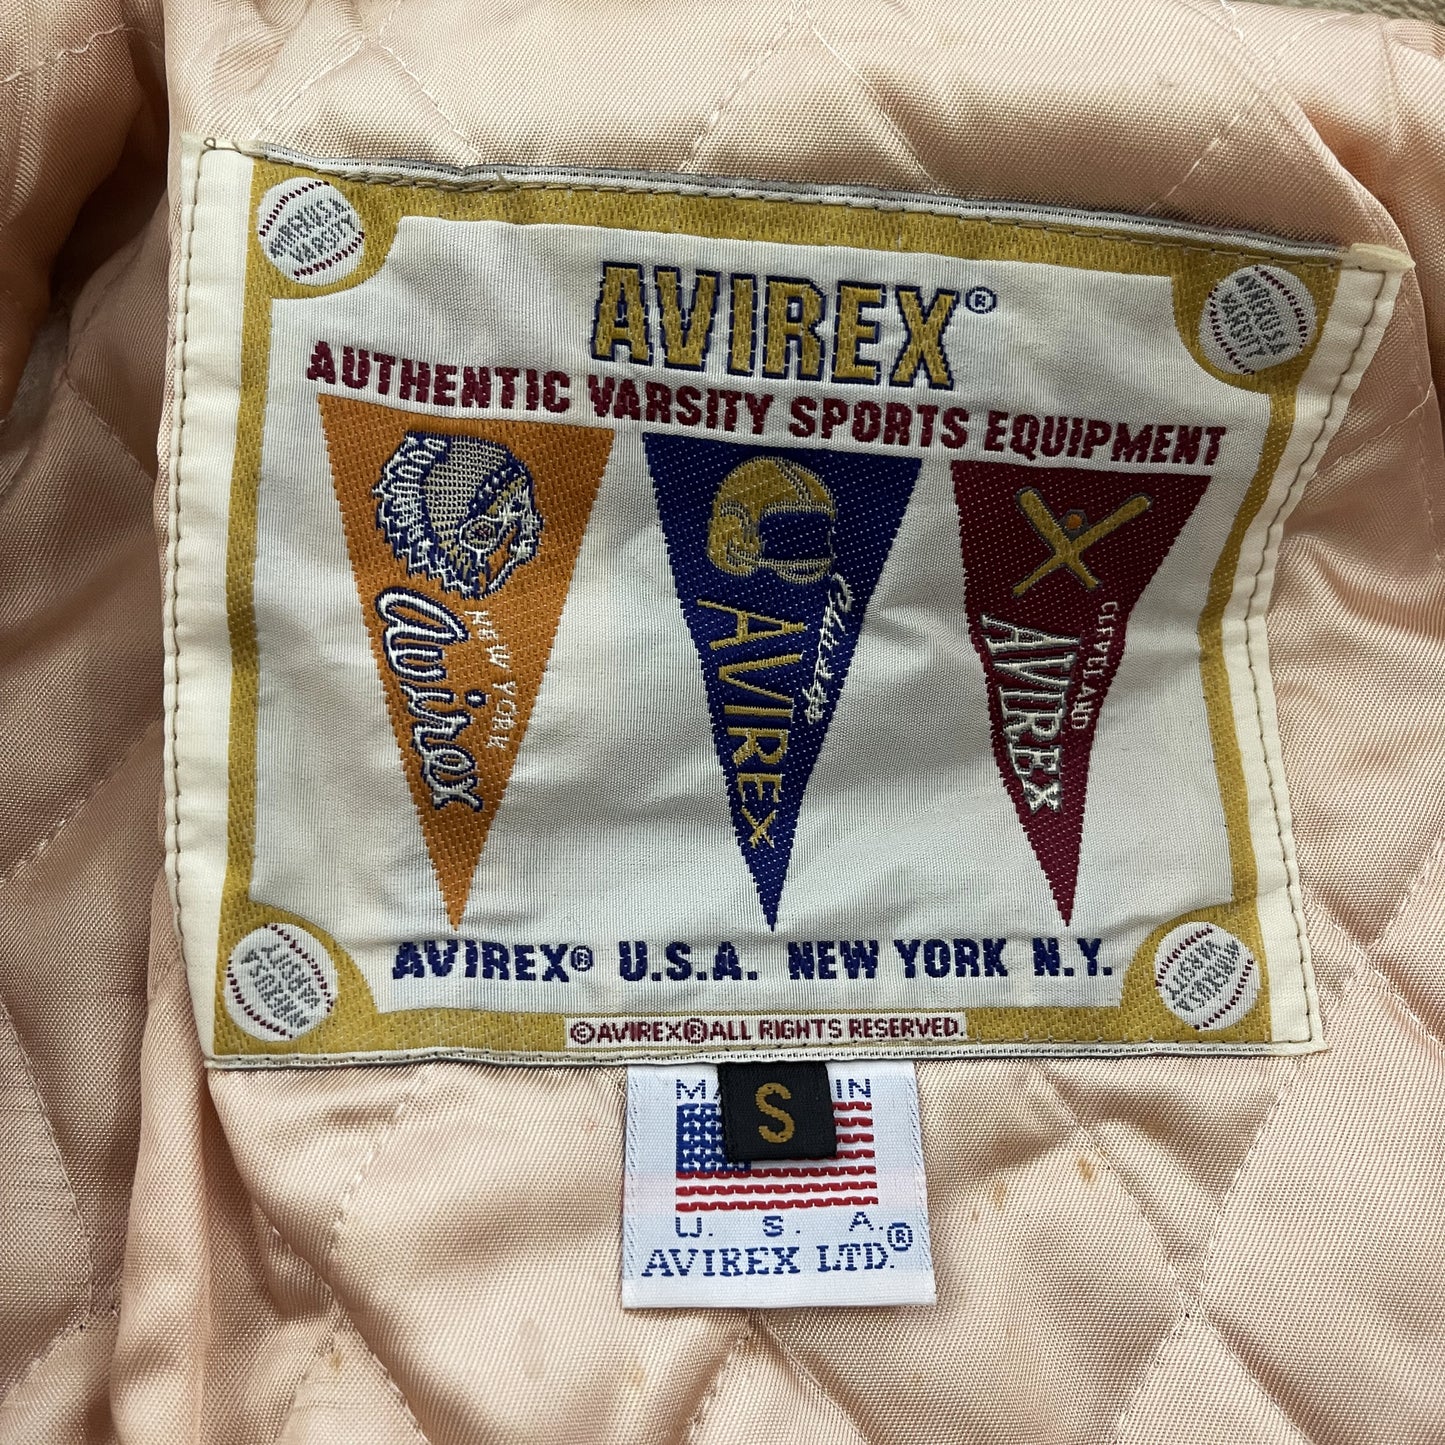 AVIREX®
AUTHENTIC VARSITY SPORTS EQUIPMENT
NEW YORK
Avirex
Classics
AVIREX
CLEVELAND
AVIREX
AVIREX® U.S.A. NEW YORK N.Y.
©AVIREX®ALL RIGHTS RESERVED.
S
IN
U. S. A.
AVIREX LTD.®